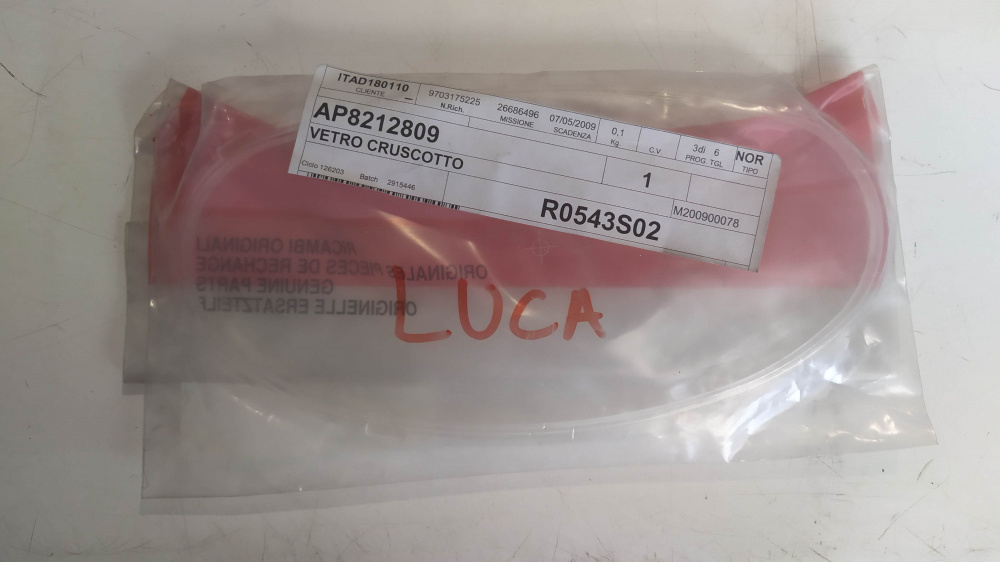 ITAD180110
CLIENTE
9703175225
N.Rich.
26686496
MISSIONE
07/05/2009
SCADENZA
0,1
Kg.
C.V
3di 6
PROG. TGL
NOR
TIPO
AP8212809
VETRO CRUSCOTTO
1
Ciclo 126203 Batch 2915446
R0543S02
M200900078
RICAMBI ORIGINALI
ORIGINALES PIECES DE RECHANGE
GENUINE PARTS
ORIGINELLE ERSATZTEILE
LUCA